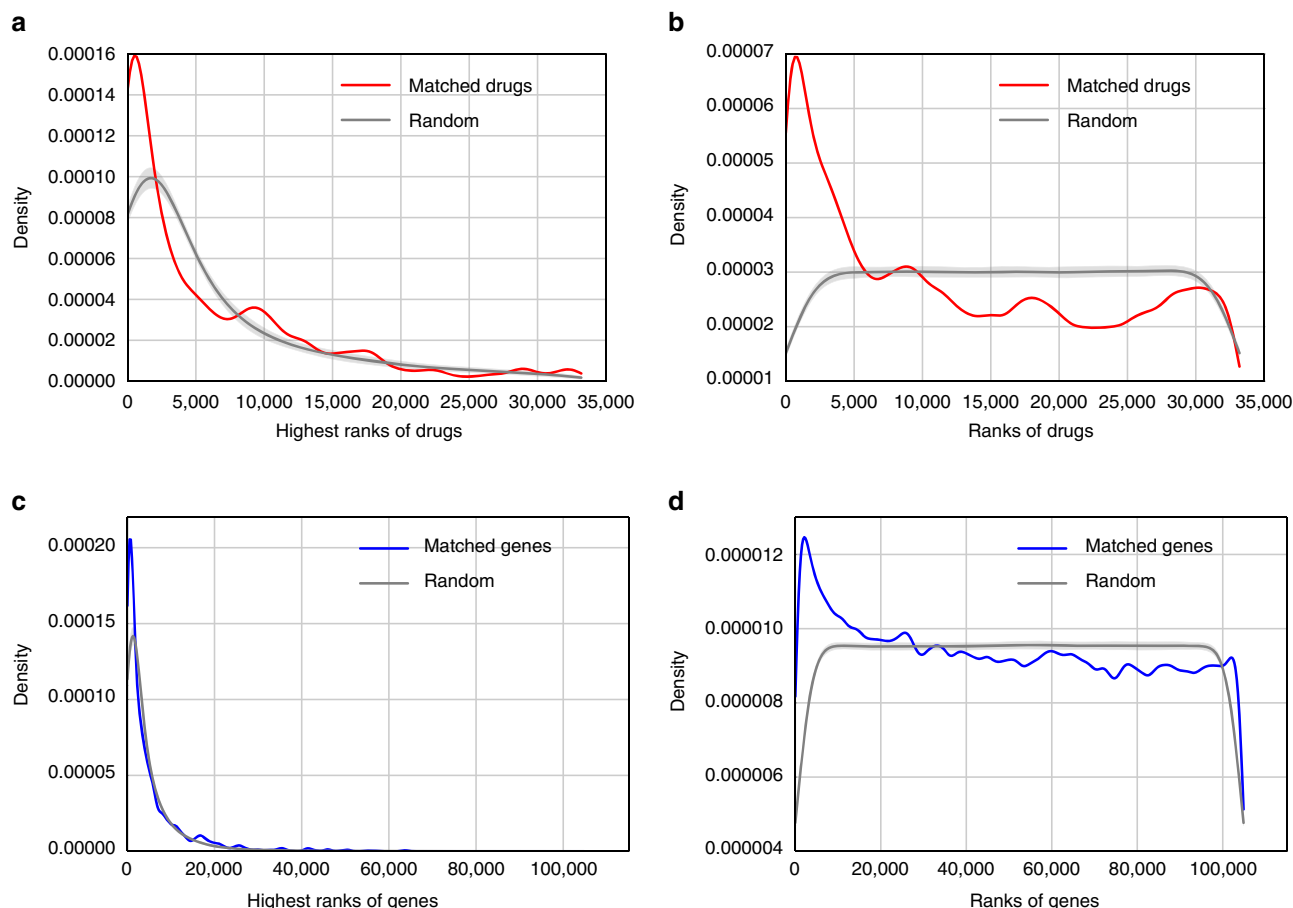 a
0.00016
0.00014
0.00012
0.00010
0.00008
0.00006
0.00004
0.00002
0.00000
Density
Matched drugs
Random
0 5,000 10,000 15,000 20,000 25,000 30,000 35,000
Highest ranks of drugs
b
0.00007
0.00006
0.00005
0.00004
0.00003
0.00002
0.00001
Density
Matched drugs
Random
0 5,000 10,000 15,000 20,000 25,000 30,000 35,000
Ranks of drugs
c
0.00020
0.00015
0.00010
0.00005
0.00000
Density
Matched genes
Random
0 20,000 40,000 60,000 80,000 100,000
Highest ranks of genes
d
0.000012
0.000010
0.000008
0.000006
0.000004
Density
Matched genes
Random
0 20,000 40,000 60,000 80,000 100,000
Ranks of genes